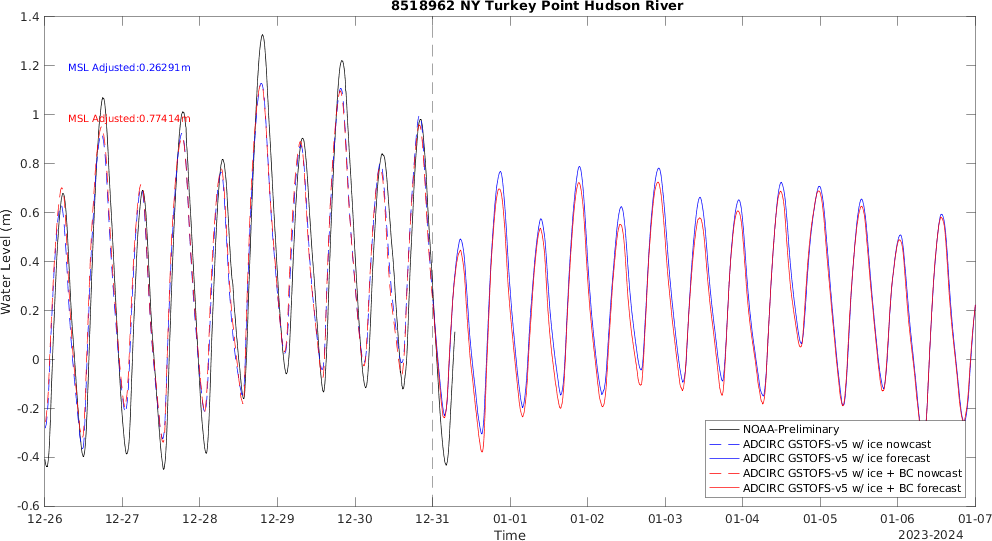 8518962 NY Turkey Point Hudson River
1.4
1.2
1
0.8
0.6
0.4
0.2
0
-0.2
-0.4
-0.6
Water Level (m)
MSL Adjusted:0.26291m
MSL Adjusted:0.77414m
NOAA-Preliminary
ADCIRC GSTOFS-v5 w/ ice nowcast
ADCIRC GSTOFS-v5 w/ ice forecast
ADCIRC GSTOFS-v5 w/ ice + BC nowcast
ADCIRC GSTOFS-v5 w/ ice + BC forecast
12-26 12-27 12-28 12-29 12-30 12-31 01-01 01-02 01-03 01-04 01-05 01-06 01-07
Time
2023-2024